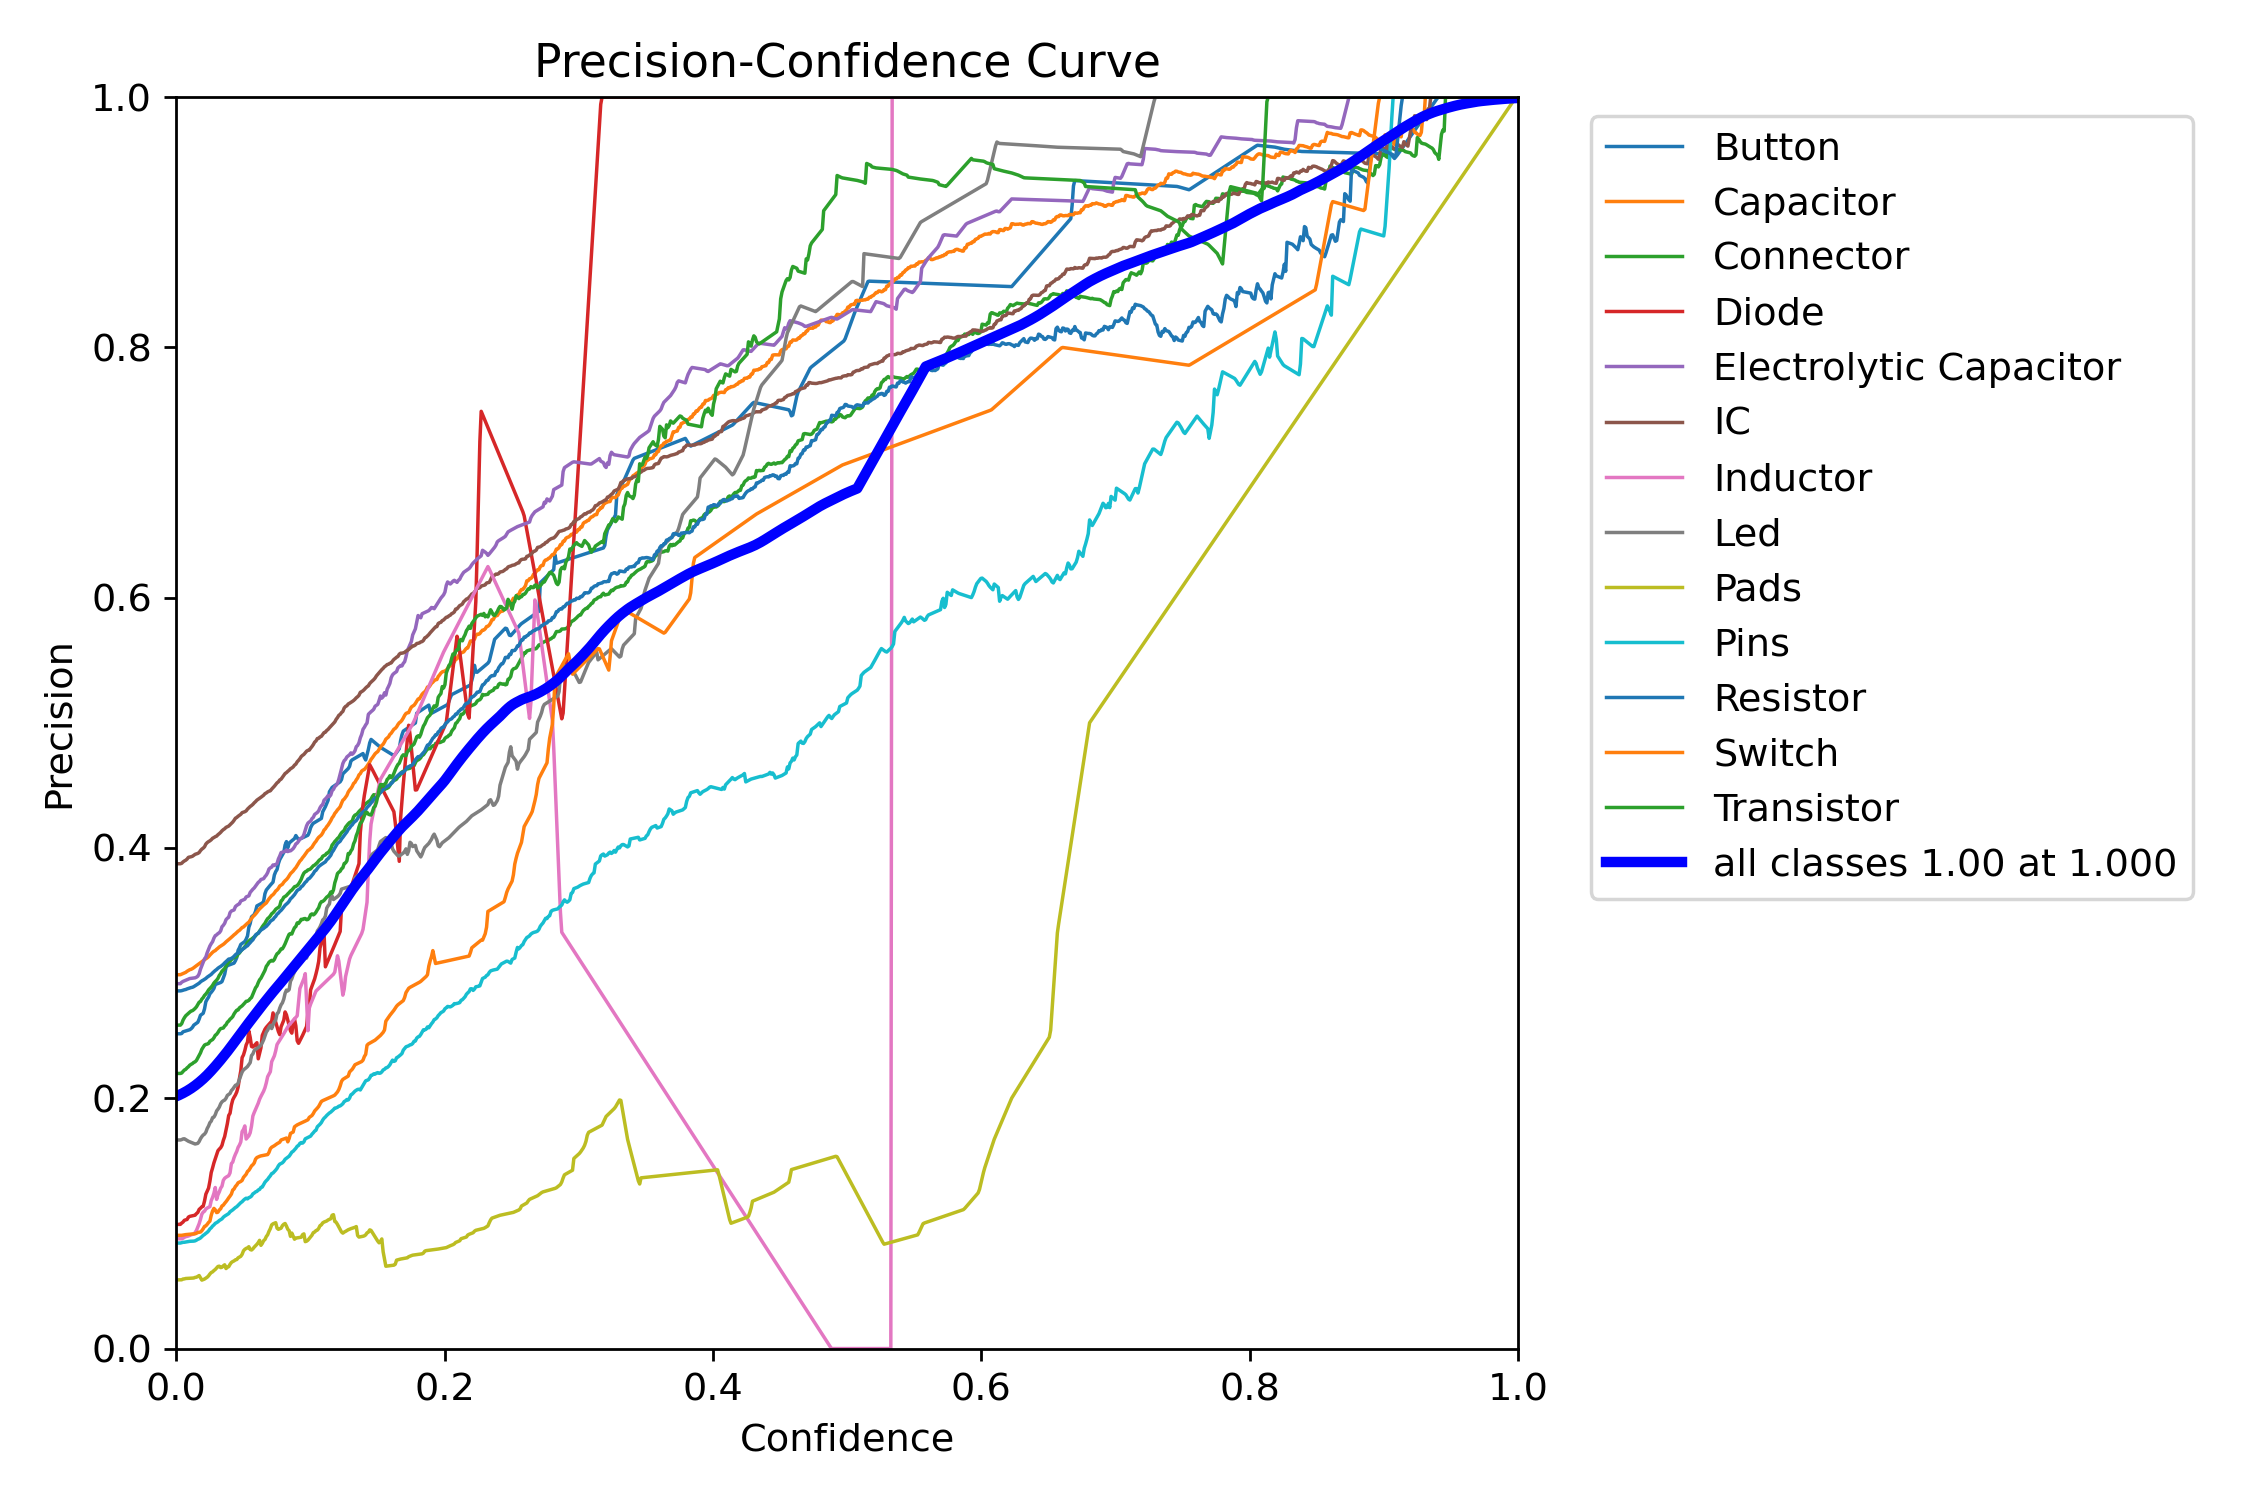 Precision-Confidence Curve
1.0
0.8
0.6
0.4
0.2
0.0
Precision
0.0 0.2 0.4 0.6 0.8 1.0
Confidence
Button
Capacitor
Connector
Diode
Electrolytic Capacitor
IC
Inductor
Led
Pads
Pins
Resistor
Switch
Transistor
all classes 1.00 at 1.000